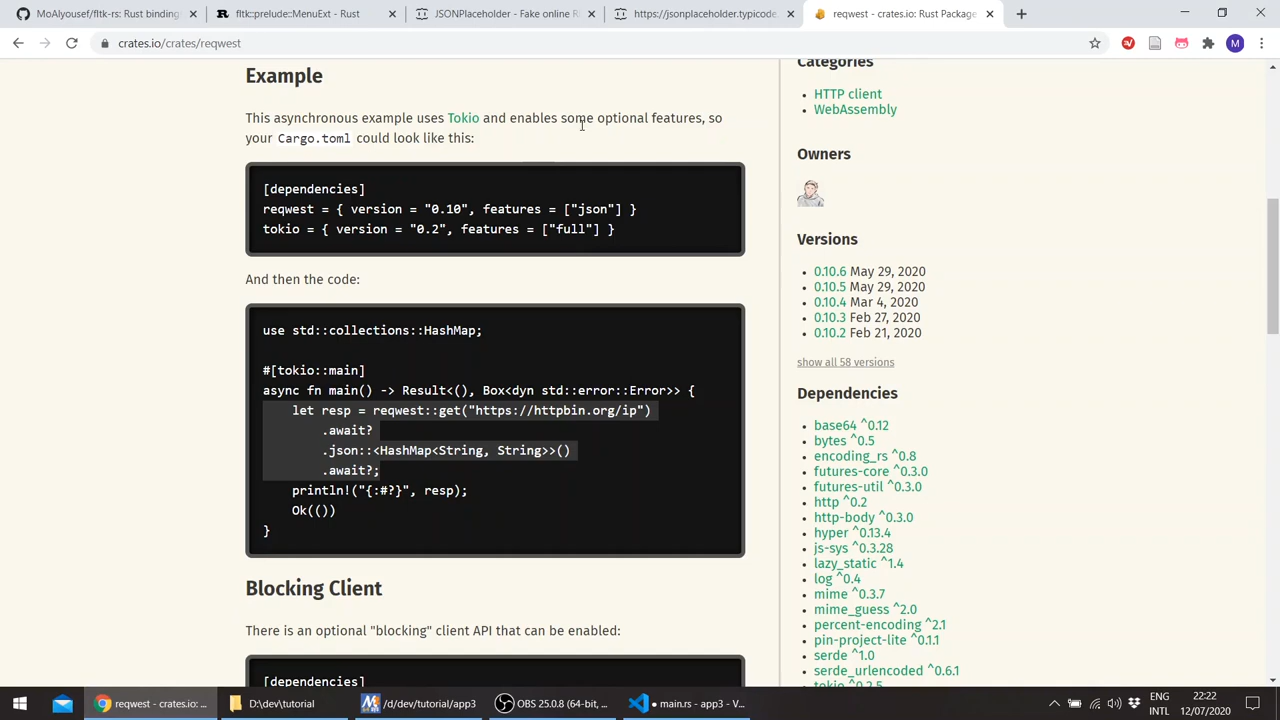 MoAlyousef/fltk-rs: Rust binding
fltk::prelude::MenuExt - Rust
JSONPlaceholder - Fake online RE
https://jsonplaceholder.typicode.
reqwest - crates.io: Rust Package
crates.io/crates/reqwest
M
Example
This asynchronous example uses Tokio and enables some optional features, so
your Cargo.toml could look like this:
[dependencies]
reqwest = { version = "0.10", features = ["json"] }
tokio = { version = "0.2", features = ["full"] }
And then the code:
use std::collections::HashMap;
#[tokio::main]
async fn main() -> Result<(), Box<dyn std::error::Error>> {
let resp = reqwest::get("https://httpbin.org/ip")
.await?
.json::<HashMap<String, String>>()
.await?;
println!("{:#?}", resp);
Ok(())
}
Blocking Client
There is an optional "blocking" client API that can be enabled:
[dependencies]
Categories
HTTP client
WebAssembly
Owners
Versions
0.10.6 May 29, 2020
0.10.5 May 29, 2020
0.10.4 Mar 4, 2020
0.10.3 Feb 27, 2020
0.10.2 Feb 21, 2020
show all 58 versions
Dependencies
base64 ^0.12
bytes ^0.5
encoding_rs ^0.8
futures-core ^0.3.0
futures-util ^0.3.0
http ^0.2
http-body ^0.3.0
hyper ^0.13.4
js-sys ^0.3.28
lazy_static ^1.4
log ^0.4
mime ^0.3.7
mime_guess ^2.0
percent-encoding ^2.1
pin-project-lite ^0.1.1
serde ^1.0
serde_urlencoded ^0.6.1
tokio ^0.2.5
reqwest - crates.io: ...
D:\dev\tutorial
/d/dev/tutorial/app3
OBS 25.0.8 (64-bit, ...
• main.rs - app3 - V...
ENG
INTL
22:22
12/07/2020